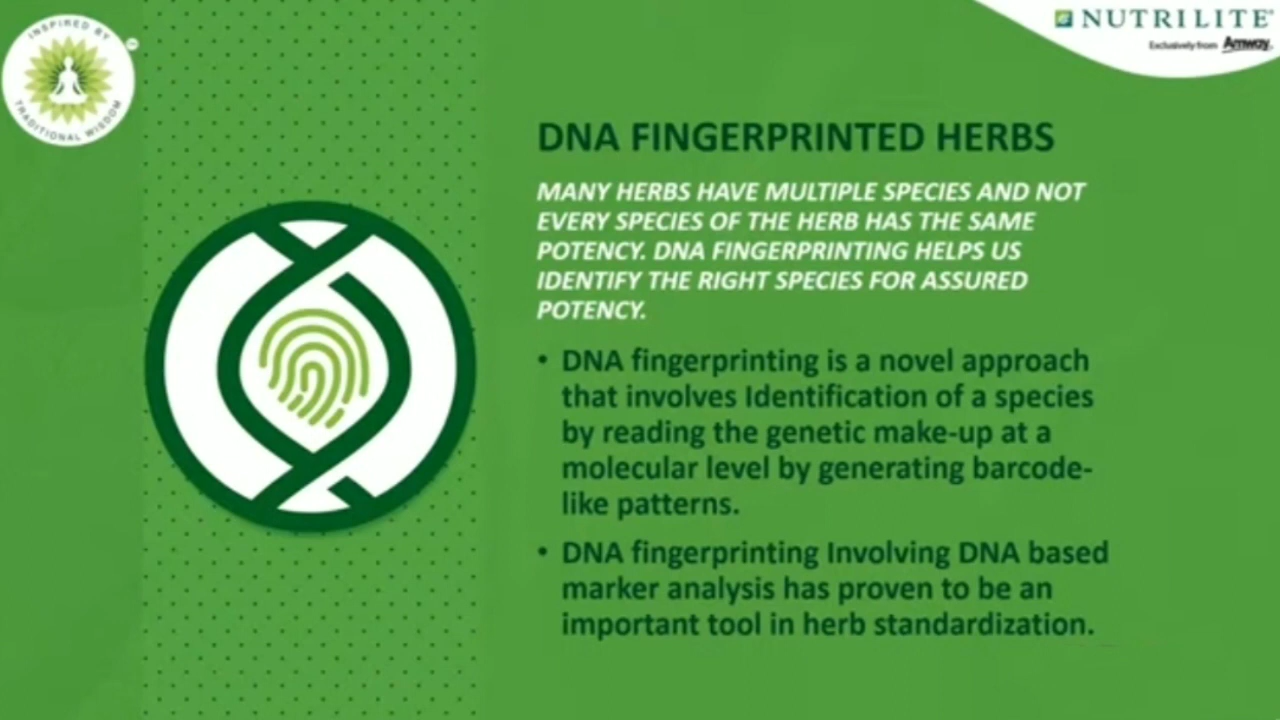 INSPIRED BY
TRADITIONAL WISDOM
NUTRILITE
Exclusively from Amway
DNA FINGERPRINTED HERBS
MANY HERBS HAVE MULTIPLE SPECIES AND NOT
EVERY SPECIES OF THE HERB HAS THE SAME
POTENCY. DNA FINGERPRINTING HELPS US
IDENTIFY THE RIGHT SPECIES FOR ASSURED
POTENCY.
• DNA fingerprinting is a novel approach
that involves Identification of a species
by reading the genetic make-up at a
molecular level by generating barcode-
like patterns.
• DNA fingerprinting Involving DNA based
marker analysis has proven to be an
important tool in herb standardization.